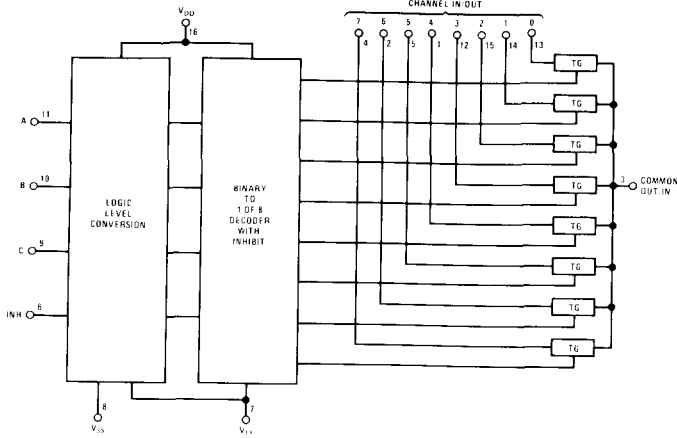 CHANNEL IN/OUT
VDD
16
7 6 5 4 3 2 1 0
4 2 5 1 12 15 14 13
TG
TG
TG
TG
TG
TG
TG
TG
A 11
B 10
C 9
INH 6
LOGIC
LEVEL
CONVERSION
BINARY
TO
1 OF 8
DECODER
WITH
INHIBIT
3 COMMON
OUT/IN
8
VSS
7